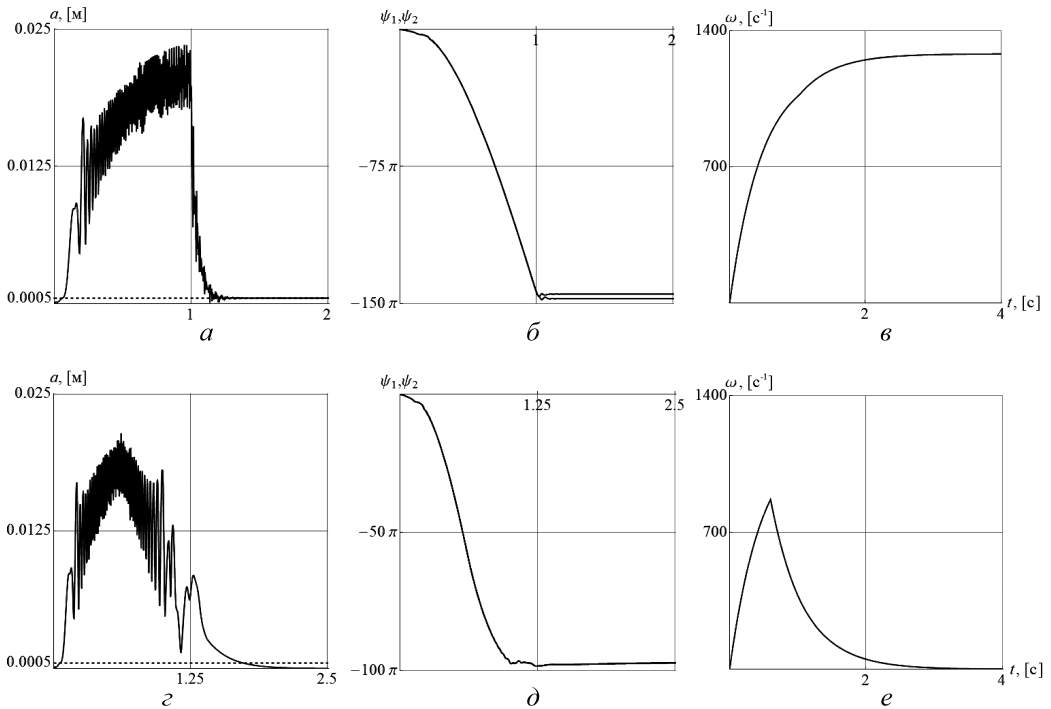 a, [м]
0.025
0.0125
0.0005
1
2
а
ψ₁,ψ₂
1
2
−75 π
−150 π
б
ω, [с⁻¹]
1400
700
2
4
t, [с]
в
a, [м]
0.025
0.0125
0.0005
1.25
2.5
г
ψ₁,ψ₂
1.25
2.5
−50 π
−100 π
д
ω, [с⁻¹]
1400
700
2
4
t, [с]
е